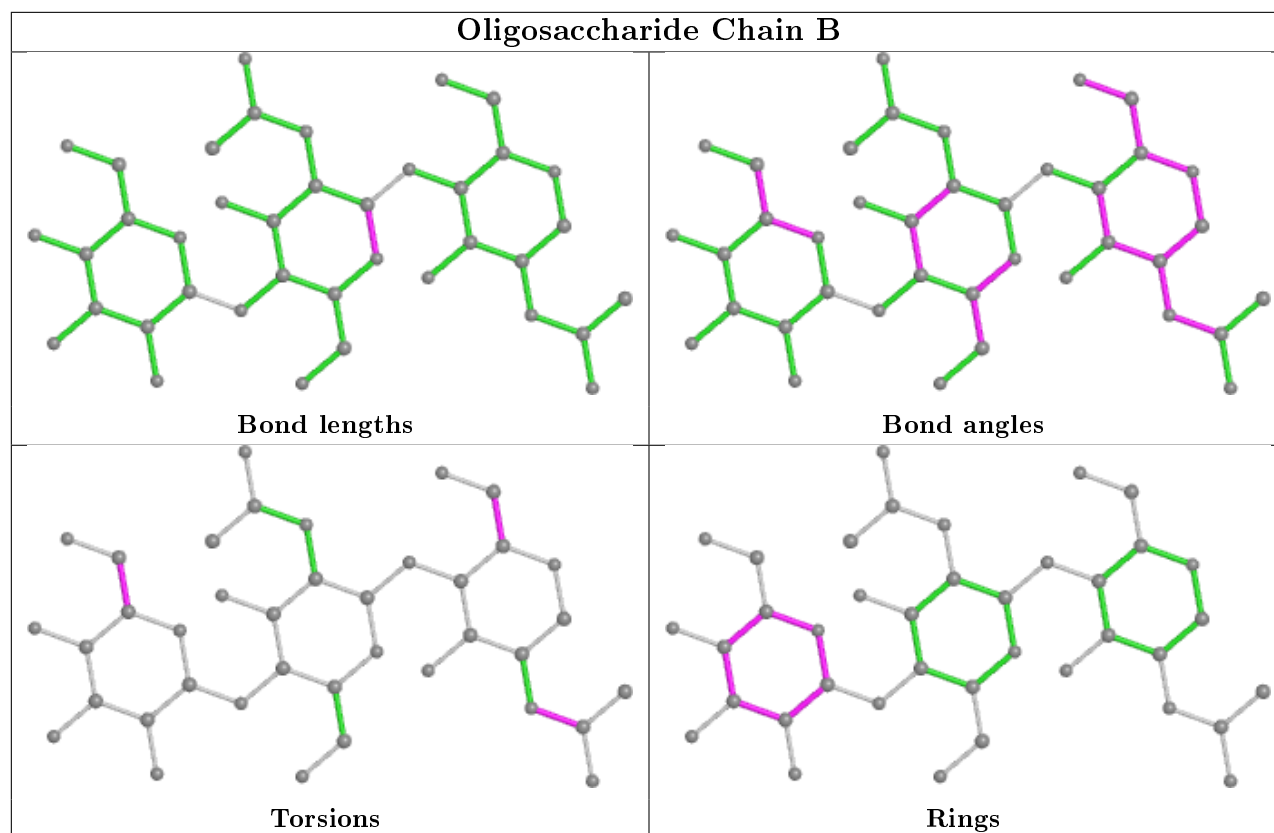 Oligosaccharide Chain B
Bond lengths
Bond angles
Torsions
Rings